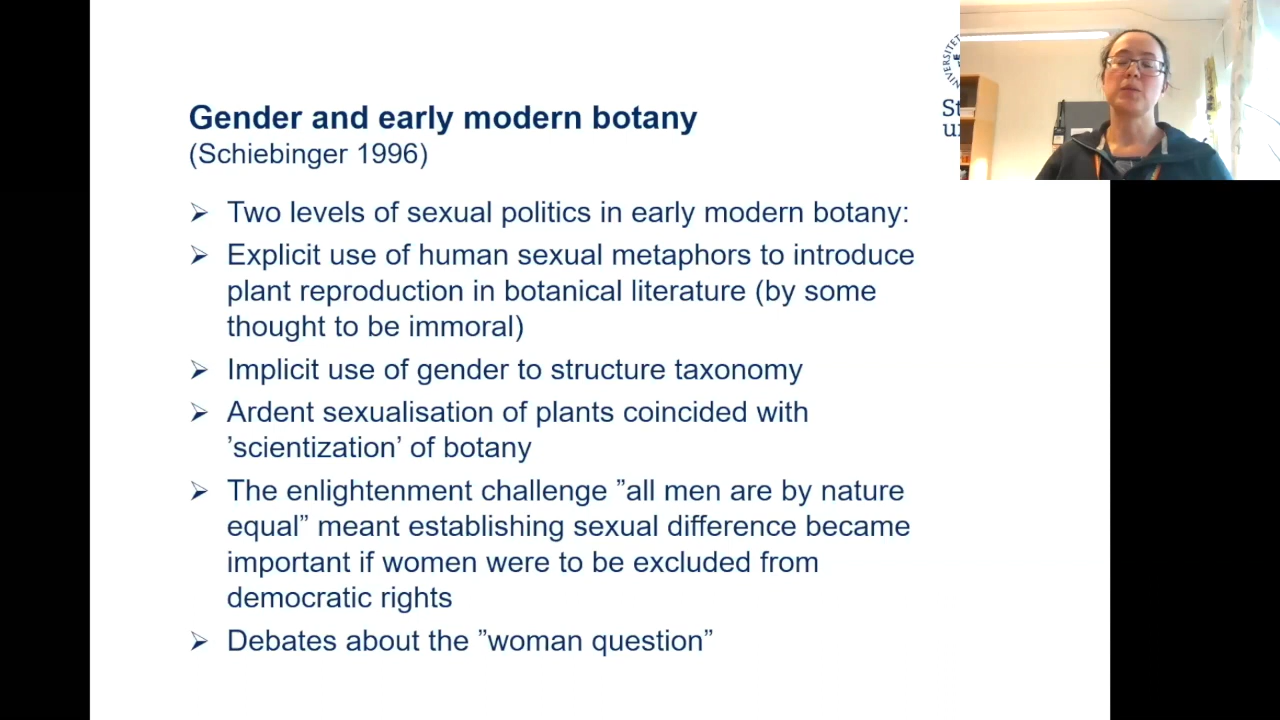 Gender and early modern botany
(Schiebinger 1996)
➢ Two levels of sexual politics in early modern botany:
➢ Explicit use of human sexual metaphors to introduce
plant reproduction in botanical literature (by some
thought to be immoral)
➢ Implicit use of gender to structure taxonomy
➢ Ardent sexualisation of plants coincided with
’scientization’ of botany
➢ The enlightenment challenge ”all men are by nature
equal” meant establishing sexual difference became
important if women were to be excluded from
democratic rights
➢ Debates about the ”woman question”